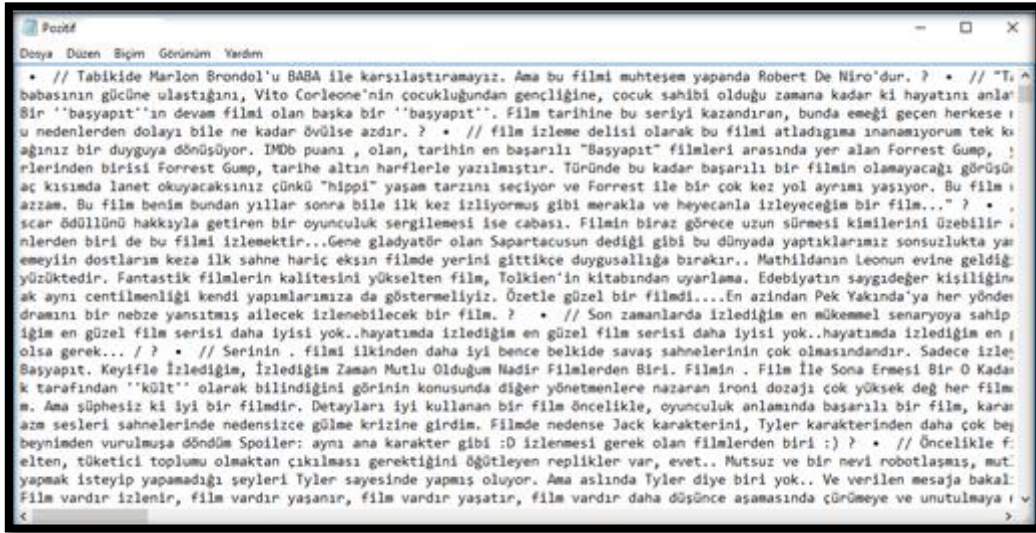 Pozitif
Dosya Düzen Biçim Görünüm Yardım
• // Tabikide Marlon Brondol'u BABA ile karsılaştıramayız. Ama bu filmi muhtesem yapanda Robert De Niro'dur. ? • // "T
babasının gücüne ulastığını, Vito Corleone'nin çocukluğundan gençliğine, çocuk sahibi olduğu zamana kadar ki hayatını anla
Bir ''başyapıt''ın devam filmi olan başka bir ''başyapıt''. Film tarihine bu seriyi kazandıran, bunda emeği geçen herkese
u nedenlerden dolayı bile ne kadar övülse azdır. ? • // film izleme delisi olarak bu filmi atladıgıma inanamıyorum tek
ağınız bir duyguya dönüşüyor. IMDb puanı , olan, tarihin en başarılı "Başyapıt" filmleri arasında yer alan Forrest Gump,
rlerinden birisi Forrest Gump, tarihe altın harflerle yazılmıştır. Türünde bu kadar başarılı bir filmin olamayacağı görüşü
aç kısımda lanet okuyacaksınız çünkü "hippi" yaşam tarzını seçiyor ve Forrest ile bir çok kez yol ayrımı yaşıyor. Bu film
azzam. Bu film benim bundan yıllar sonra bile ilk kez izliyormuş gibi merakla ve heyecanla izleyeceğim bir film..." ? •
scar ödüllünü hakkıyla getiren bir oyunculuk sergilemesi ise cabası. Filmin biraz görece uzun sürmesi kimilerini üzebilir
nlerden biri de bu filmi izlemektir...Gene gladyatör olan Sapartacusun dediği gibi bu dünyada yaptıklarımız sonsuzlukta
emeyiin dostlarım keza ilk sahne hariç eksın filmde yerini gittikçe duygusallığa bırakır.. Mathildanın Leonun evine geldiğ
yüzüktedir. Fantastik filmlerin kalitesini yükselten film, Tolkien'in kitabından uyarlama. Edebiyatın saygıdeğer kişiliğin
ak aynı centilmenliği kendi yapımlarımıza da göstermeliyiz. Özetle güzel bir filmdi....En azindan Pek Yakında'ya her yönde
dramını bir nebze yansıtmış ailecek izlenebilecek bir film. ? • // Son zamanlarda izlediğim en mükemmel senaryoya sahip
iğim en güzel film serisi daha iyisi yok..hayatımda izlediğim en güzel film serisi daha iyisi yok..hayatımda izlediğim en
olsa gerek... / ? • // Serinin . filmi ilkinden daha iyi bence belkide savaş sahnelerinin çok olmasındandır. Sadece izle
Başyapıt. Keyifle İzlediğim, İzlediğim Zaman Mutlu Olduğum Nadir Filmlerden Biri. Filmin . Film İle Sona Ermesi Bir O Kada
k tarafından ''kült'' olarak bilindiğini görinin konusunda diğer yönetmenlere nazaran ironi dozajı çok yüksek değ her film
m. Ama şüphesiz ki iyi bir filmdir. Detayları iyi kullanan bir film öncelikle, oyunculuk anlamında basarılı bir film, kara
azm sesleri sahnelerinde nedensizce gülme krizine girdim. Filmde nedense Jack karakterini, Tyler karakterinden daha çok be
beynimden vurulmuşa döndüm Spoiler: aynı ana karakter gibi :D izlenmesi gerek olan filmlerden biri :) ? • // Öncelikle f
elten, tüketici toplumu olmaktan çıkılması gerektiğini öğütleyen replikler var, evet.. Mutsuz ve bir nevi robotlaşmış, mut
yapmak isteyip yapamadığı şeyleri Tyler sayesinde yapmıs oluyor. Ama aslında Tyler diye biri yok.. Ve verilen mesaja bakal
Film vardır izlenir, film vardır yaşanır, film vardır yaşatır, film vardır daha düşünce aşamasında çürümeye ve unutulmaya